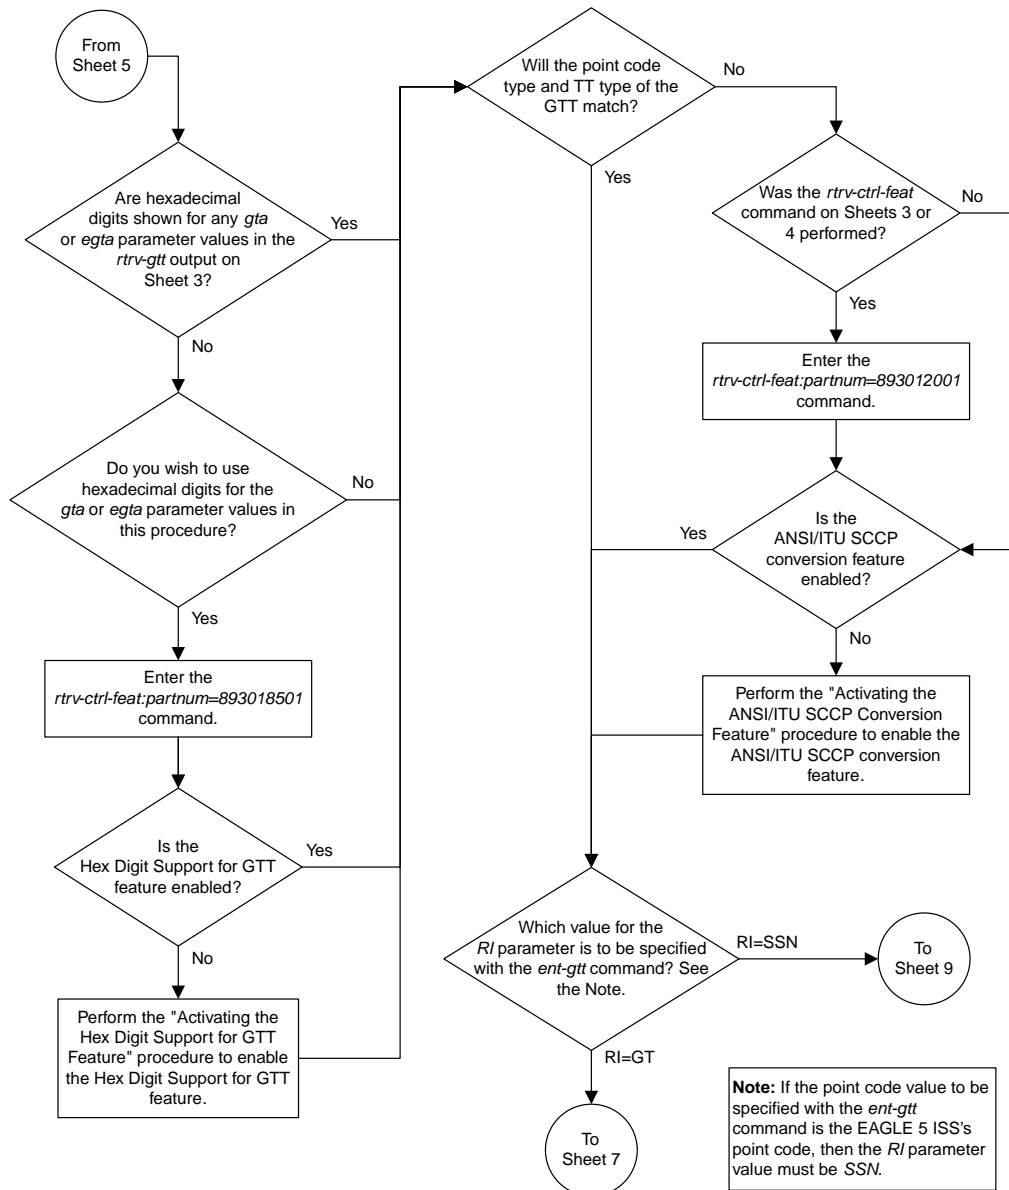 From
Sheet 5
Are hexadecimal
digits shown for any gta
or egta parameter values in the
rtrv-gtt output on
Sheet 3?
Yes
No
Do you wish to use
hexadecimal digits for the
gta or egta parameter values in
this procedure?
No
Yes
Enter the
rtrv-ctrl-feat:partnum=893018501
command.
Is the
Hex Digit Support for GTT
feature enabled?
Yes
No
Perform the "Activating the
Hex Digit Support for GTT
Feature" procedure to enable
the Hex Digit Support for GTT
feature.
Will the point code
type and TT type of the
GTT match?
No
Yes
Was the rtrv-ctrl-feat
command on Sheets 3 or
4 performed?
No
Yes
Enter the
rtrv-ctrl-feat:partnum=893012001
command.
Is the
ANSI/ITU SCCP
conversion feature
enabled?
Yes
No
Perform the "Activating the
ANSI/ITU SCCP Conversion
Feature" procedure to enable the
ANSI/ITU SCCP conversion
feature.
Which value for the
RI parameter is to be specified
with the ent-gtt command? See
the Note.
RI=SSN
To
Sheet 9
RI=GT
To
Sheet 7
Note: If the point code value to be
specified with the ent-gtt
command is the EAGLE 5 ISS's
point code, then the RI parameter
value must be SSN.